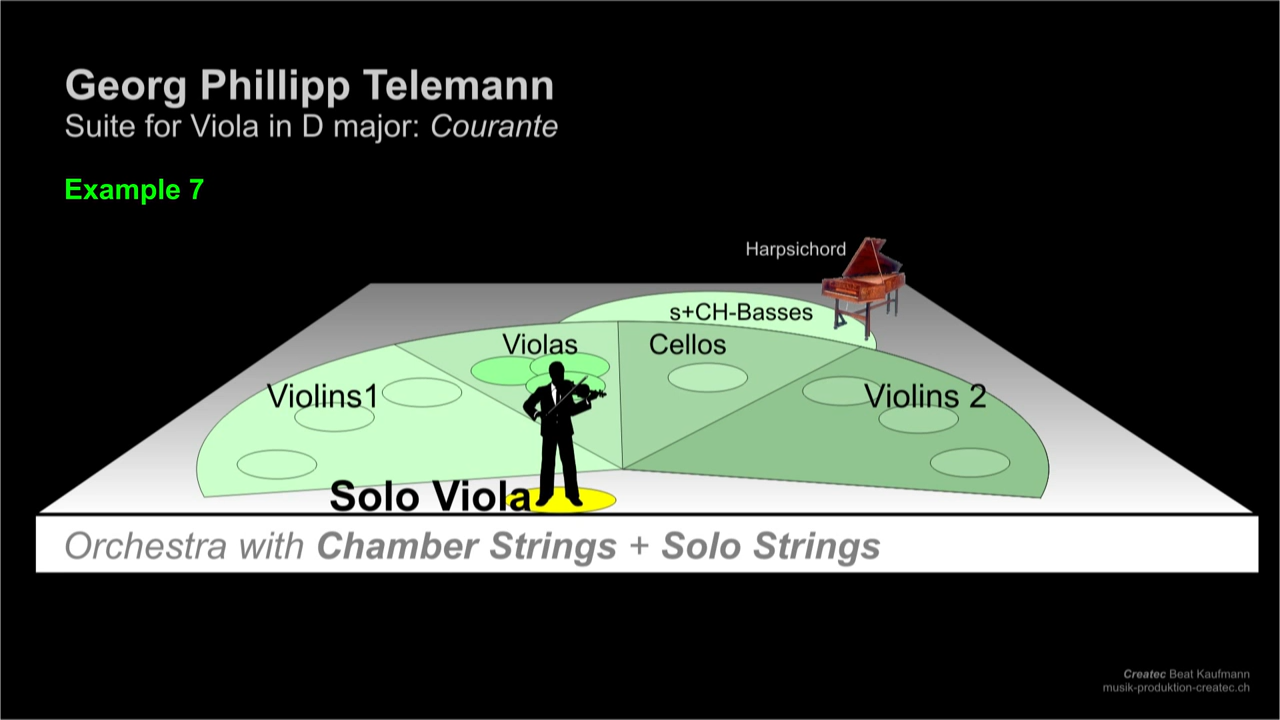 Georg Phillipp Telemann
Suite for Viola in D major: Courante
Example 7
Harpsichord
s+CH-Basses
Violas
Cellos
Violins1
Violins 2
Solo Viola
Orchestra with Chamber Strings + Solo Strings
Createc Beat Kaufmann
musik-produktion-createc.ch